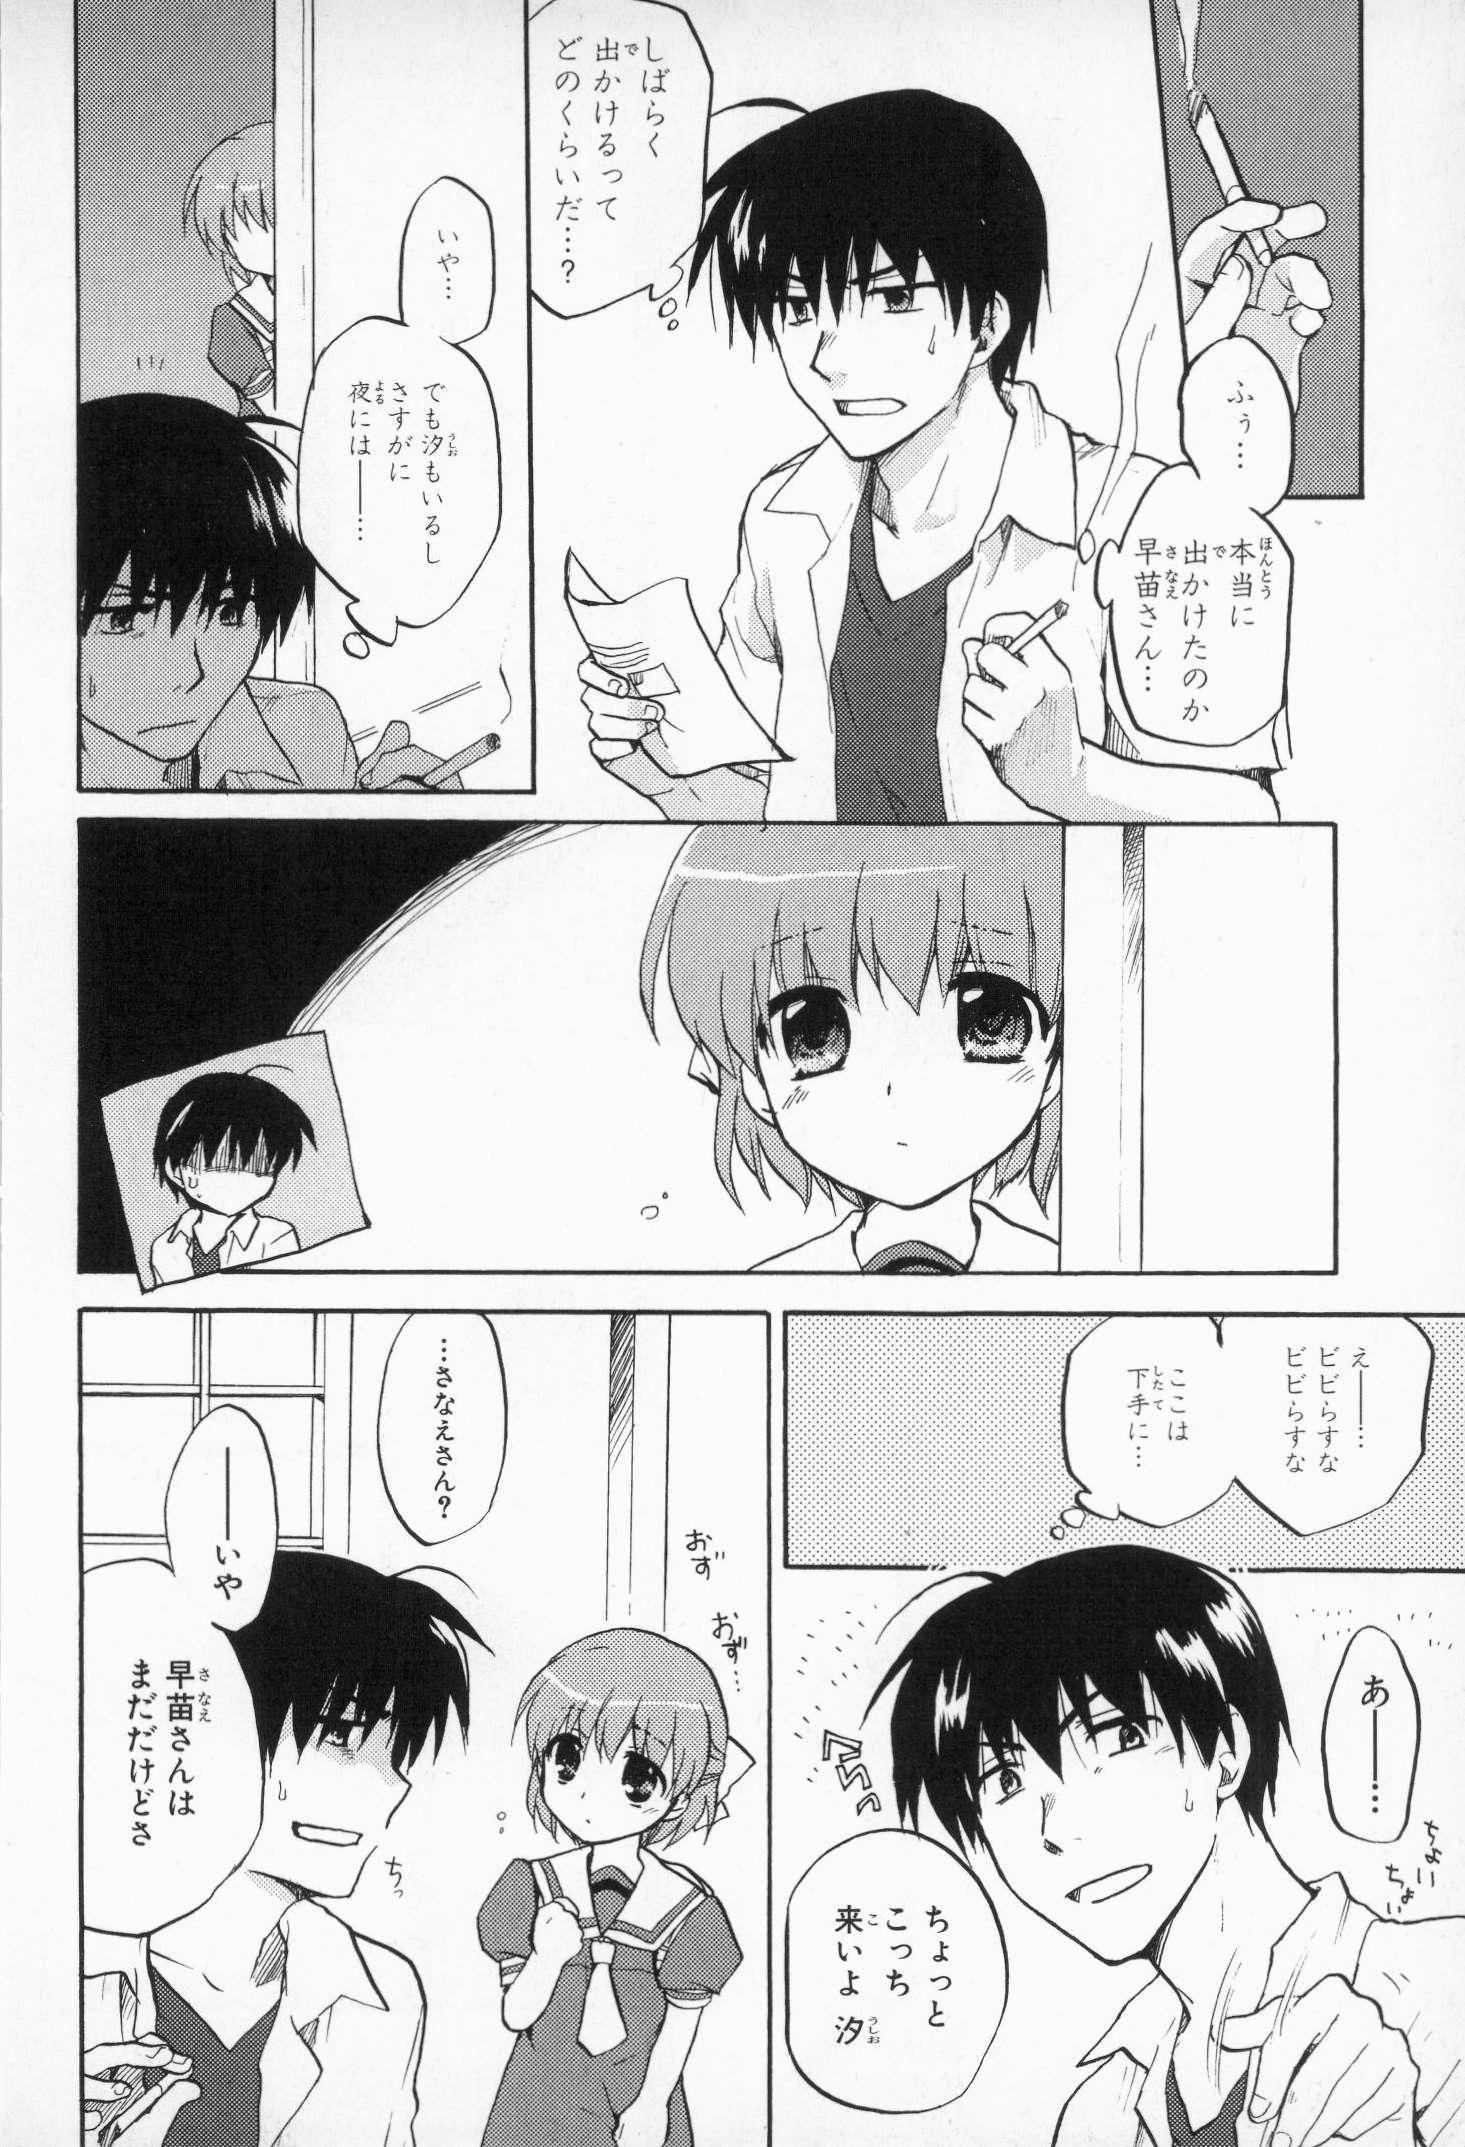 ふぅ…
本当に
出かけたのか
早苗さん…
しばらく
出かけるって
どのくらいだ…?
いや…
でも汐もいるし
さすがに
夜には――…
え――…
ビビらすな
ビビらすな
ここは
下手に…
あ――…
ちょい
ちょい
へらっ
ちょっと
こっち
来いよ 汐
おず
おず…
…さなえさん?
――いや
早苗さんは
まだだけどさ
ちっ